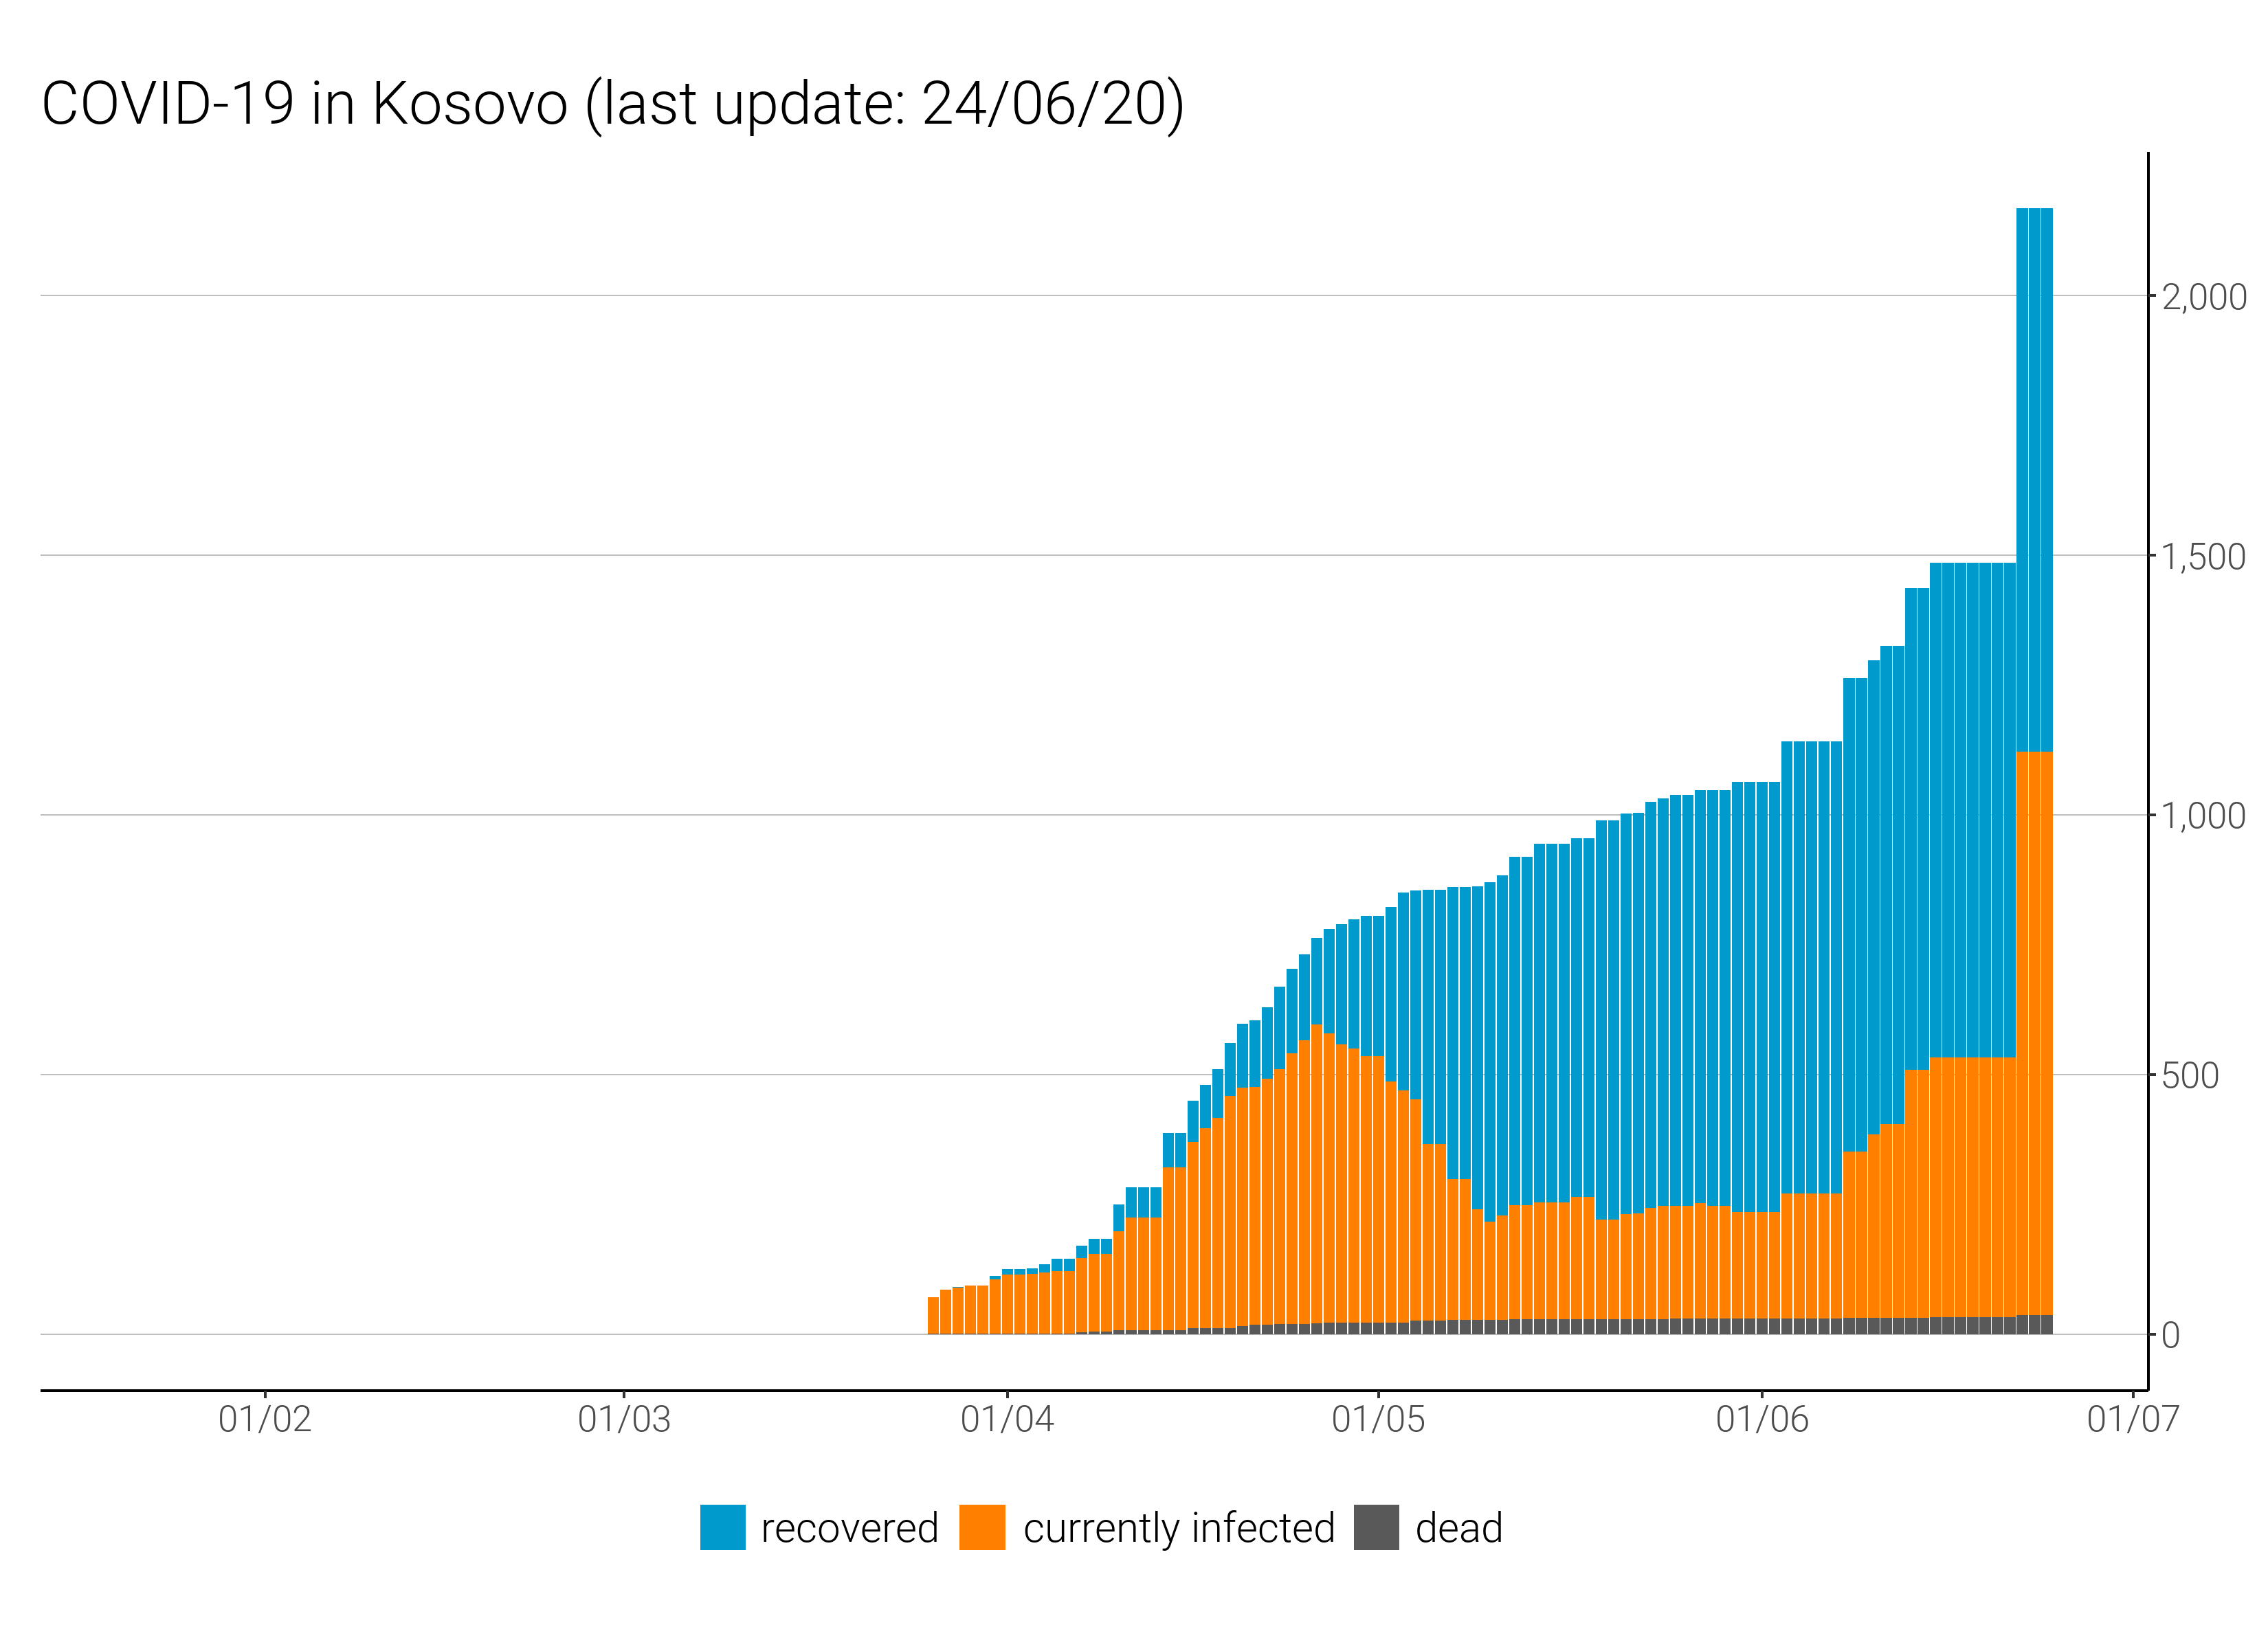 COVID-19 in Kosovo (last update: 24/06/20)
2,000
1,500
1,000
500
0
01/02 01/03 01/04 01/05 01/06 01/07
recovered currently infected dead